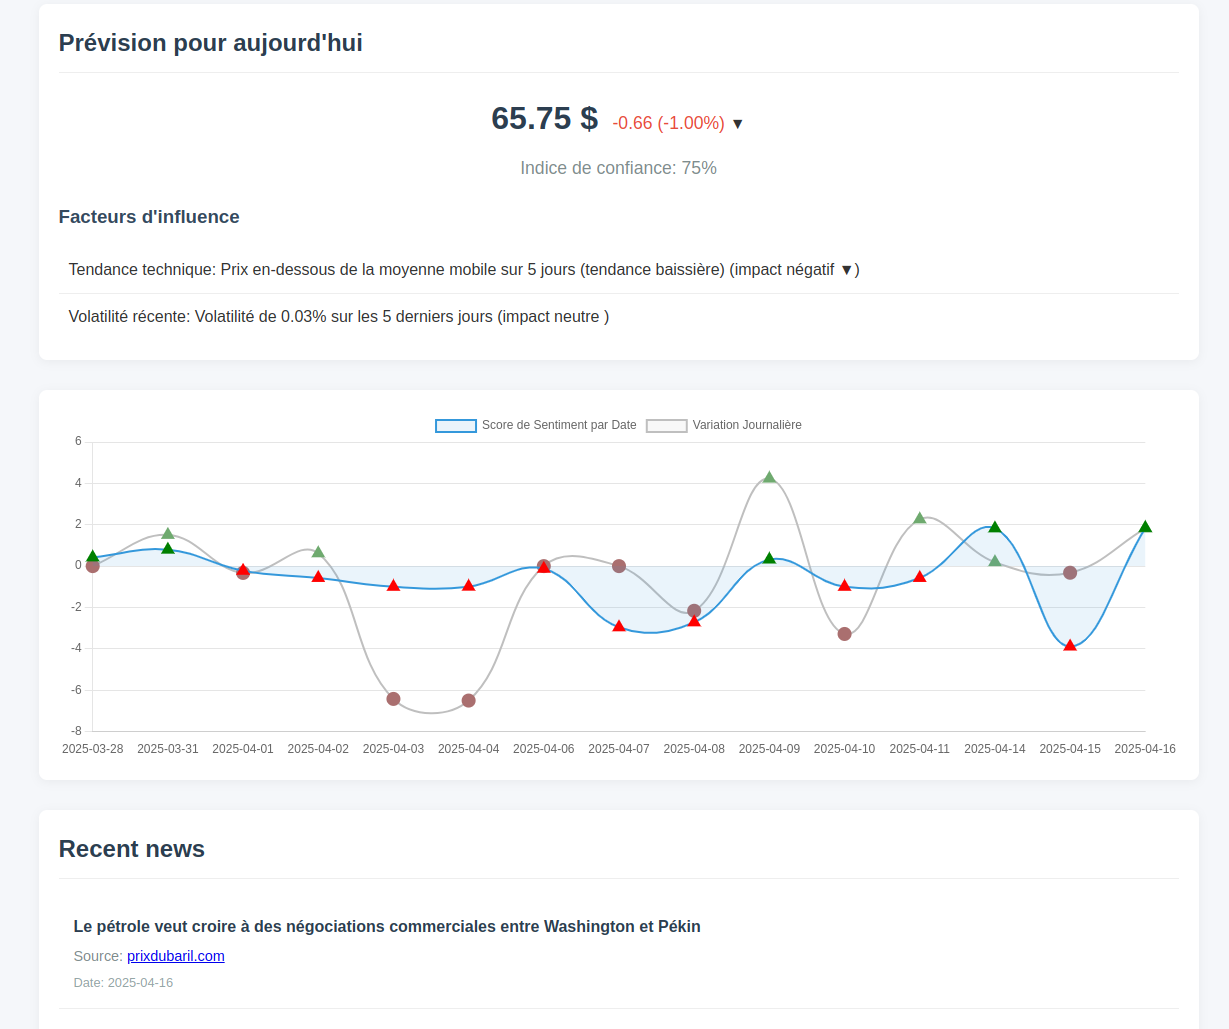 Prévision pour aujourd'hui
65.75 $ -0.66 (-1.00%) ▼
Indice de confiance: 75%
Facteurs d'influence
Tendance technique: Prix en-dessous de la moyenne mobile sur 5 jours (tendance baissière) (impact négatif ▼)
Volatilité récente: Volatilité de 0.03% sur les 5 derniers jours (impact neutre )
Score de Sentiment par Date Variation Journalière
6
4
2
0
-2
-4
-6
-8
2025-03-28 2025-03-31 2025-04-01 2025-04-02 2025-04-03 2025-04-04 2025-04-06 2025-04-07 2025-04-08 2025-04-09 2025-04-10 2025-04-11 2025-04-14 2025-04-15 2025-04-16
Recent news
Le pétrole veut croire à des négociations commerciales entre Washington et Pékin
Source: prixdubaril.com
Date: 2025-04-16